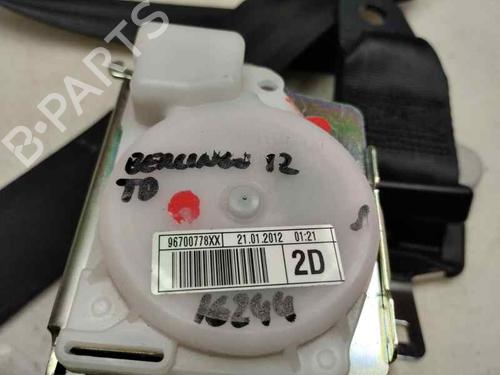 B-PARTS
BERLINGO 12
TD
96700778XX 21.01.2012 01:21
2D
16244